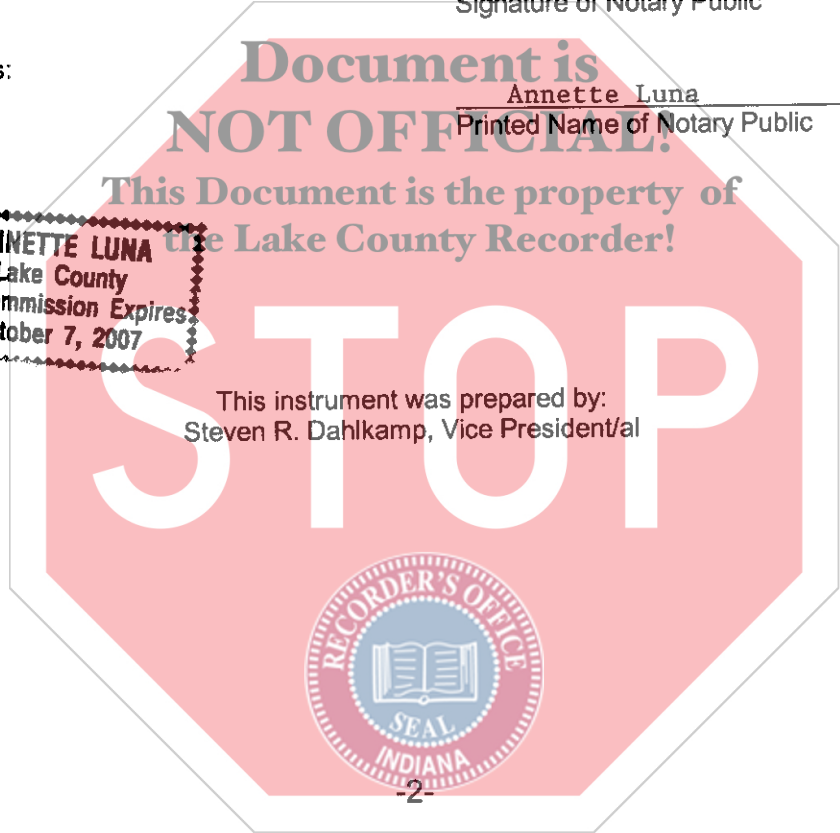 Signature of Notary Public
s:
Document is
Annette Luna
NOT OFFICIAL!
Printed Name of Notary Public
This Document is the property of
the Lake County Recorder!
NETTE LUNA
Lake County
mmission Expires
tober 7, 2007
STOP
This instrument was prepared by:
Steven R. Dahlkamp, Vice President/al
RECORDER'S OFFICE
SEAL
INDIANA
-2-